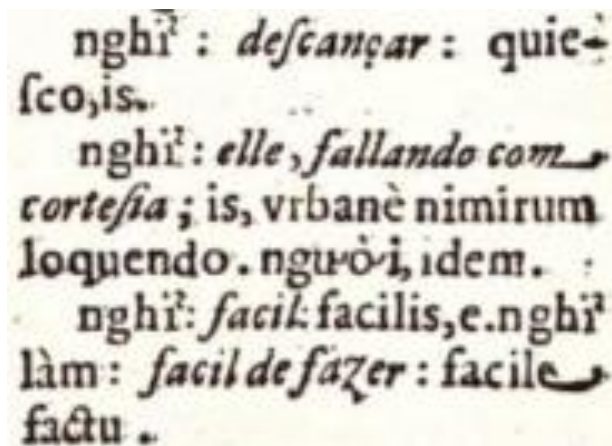 nghỉ : deſcançar : quie-
ſco, is.
nghỉ : elle, fallando com
corteſia ; is, vrbanè nimirum
loquendo. người, idem.
nghỉ : facil : facilis, e. nghỉ
làm : facil de fazer : facile
factu .